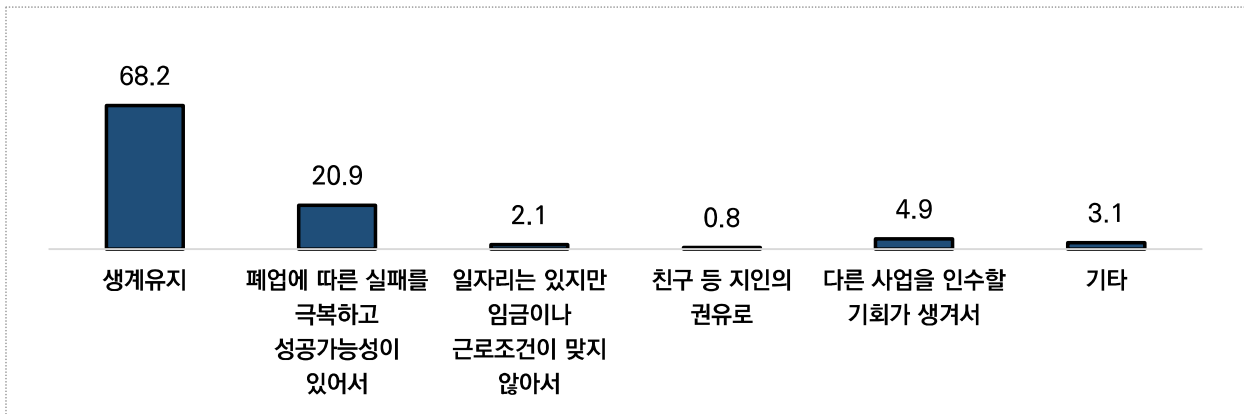 68.2
20.9
2.1
0.8
4.9
3.1
생계유지
폐업에 따른 실패를
극복하고
성공가능성이
있어서
일자리는 있지만
임금이나
근로조건이 맞지
않아서
친구 등 지인의
권유로
다른 사업을 인수할
기회가 생겨서
기타